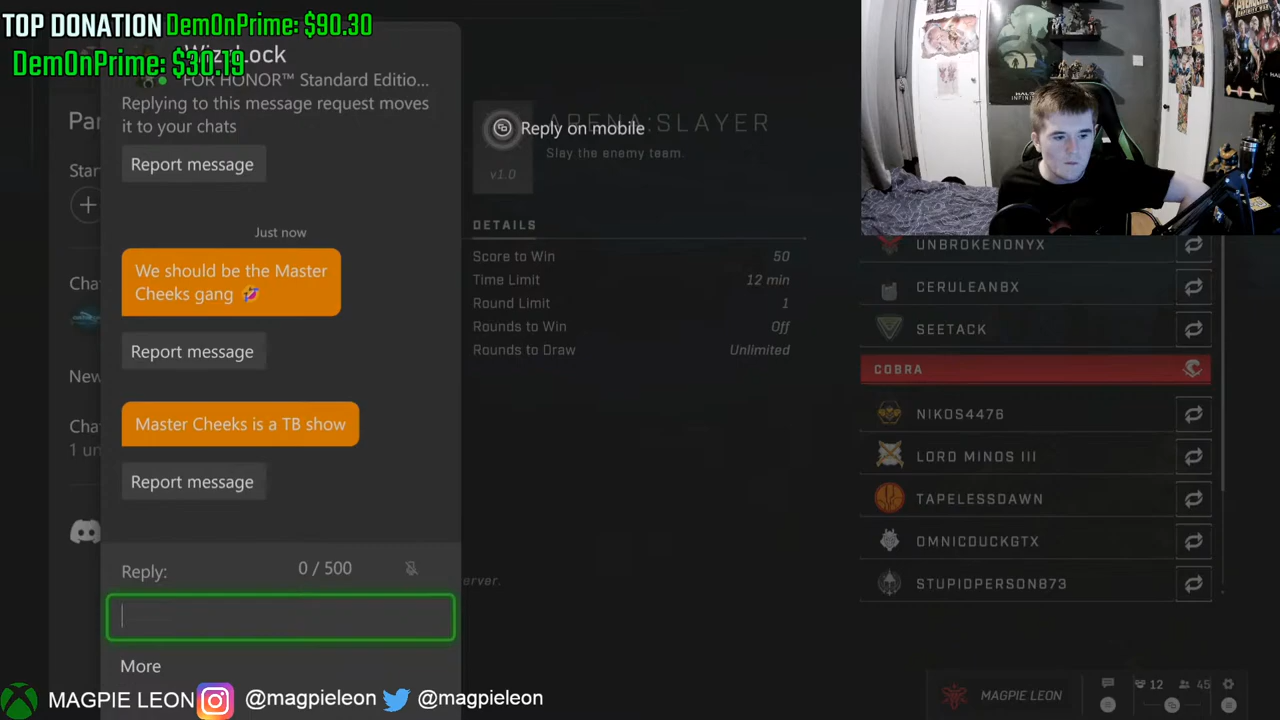 TOP DONATION DemOnPrime: $90.30
DemOnPrime: $30.19
FOR HONOR™ Standard Editio...
Replying to this message request moves
it to your chats
Report message
Just now
We should be the Master
Cheeks gang 🤣
Report message
Master Cheeks is a TB show
Report message
Reply:
0 / 500
More
Reply on mobile
SLAYER
Slay the enemy team.
v1.0
DETAILS
Score to Win 50
Time Limit 12 min
Round Limit 1
Rounds to Win Off
Rounds to Draw Unlimited
erver.
HALO
INFINITE
UNBROKENONYX
CERULEANBX
SEETACK
COBRA
NIKOS4476
LORD MINOS III
TAPELESSDAWN
OMNICDUCKGTX
STUPIDPERSON873
MAGPIE LEON
12
45
MAGPIE LEON @magpieleon @magpieleon